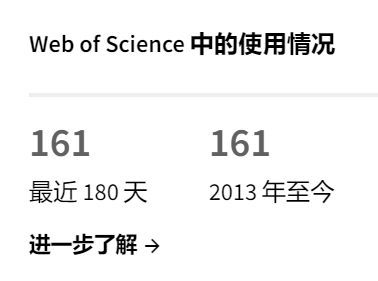 Web of Science 中的使用情况
161 161
最近 180 天 2013 年至今
进一步了解 →